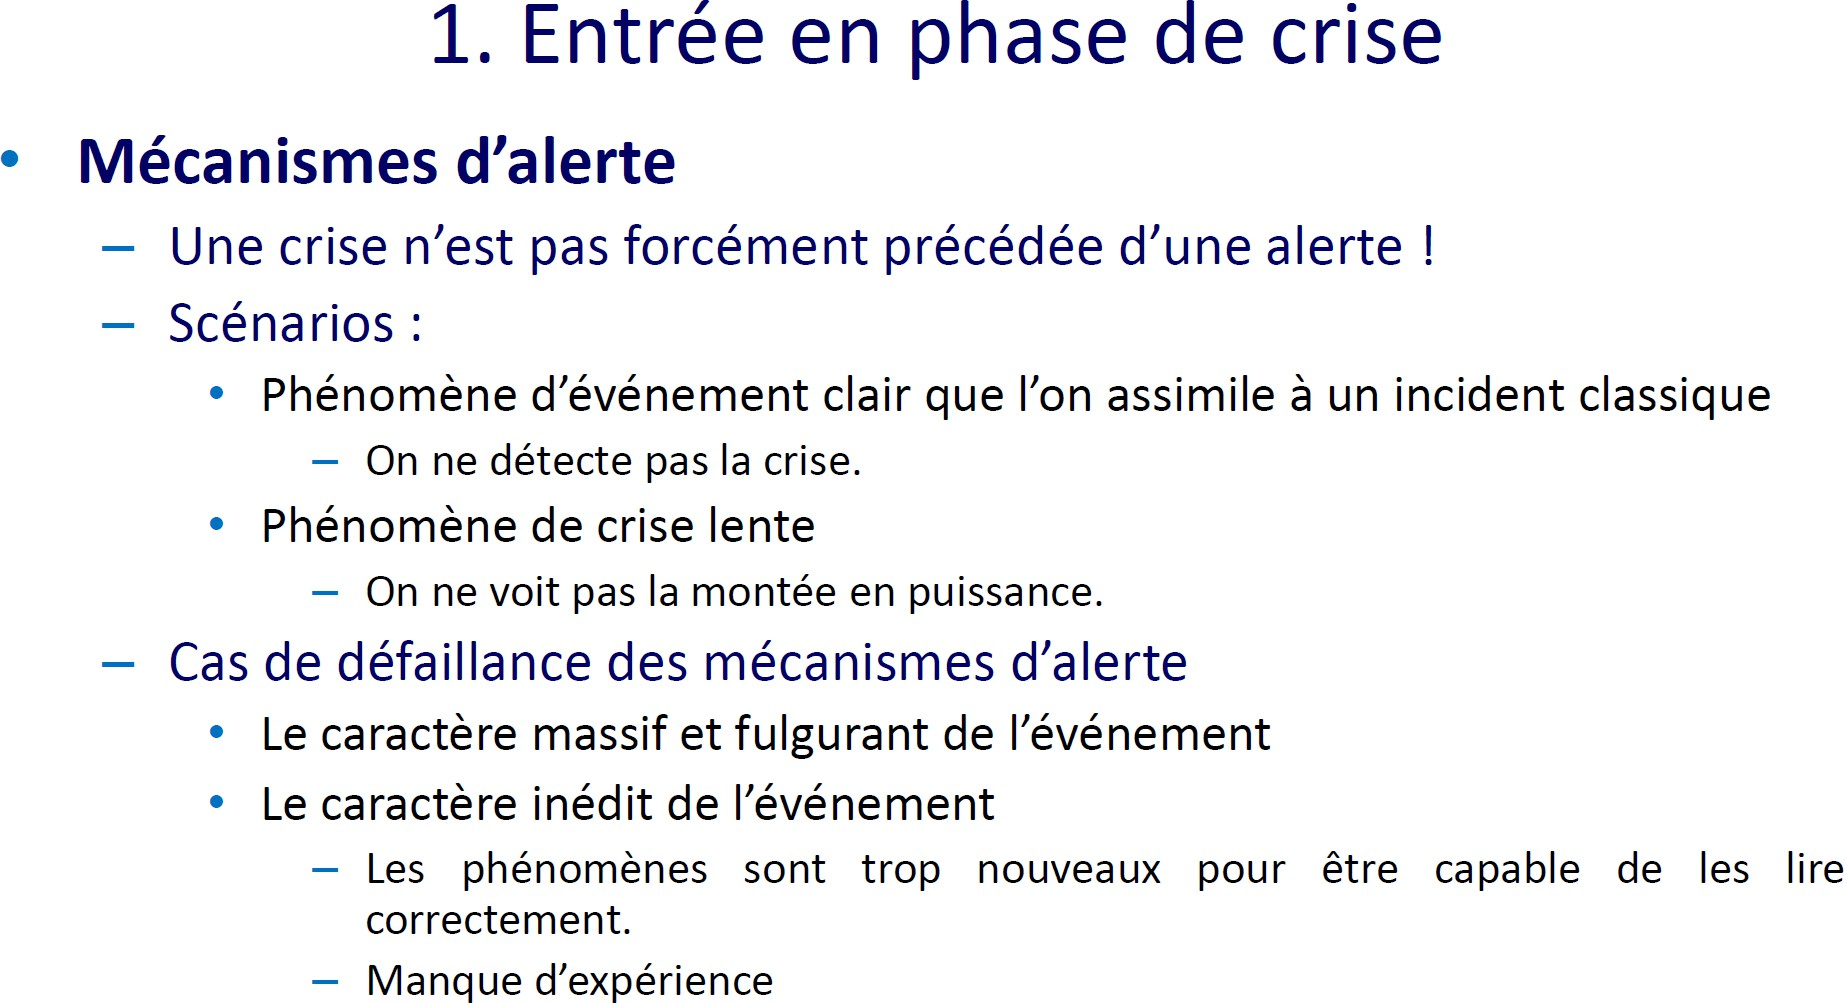 1. Entrée en phase de crise
• Mécanismes d’alerte
– Une crise n’est pas forcément précédée d’une alerte !
– Scénarios :
• Phénomène d’événement clair que l’on assimile à un incident classique
– On ne détecte pas la crise.
• Phénomène de crise lente
– On ne voit pas la montée en puissance.
– Cas de défaillance des mécanismes d’alerte
• Le caractère massif et fulgurant de l’événement
• Le caractère inédit de l’événement
– Les phénomènes sont trop nouveaux pour être capable de les lire
correctement.
– Manque d’expérience